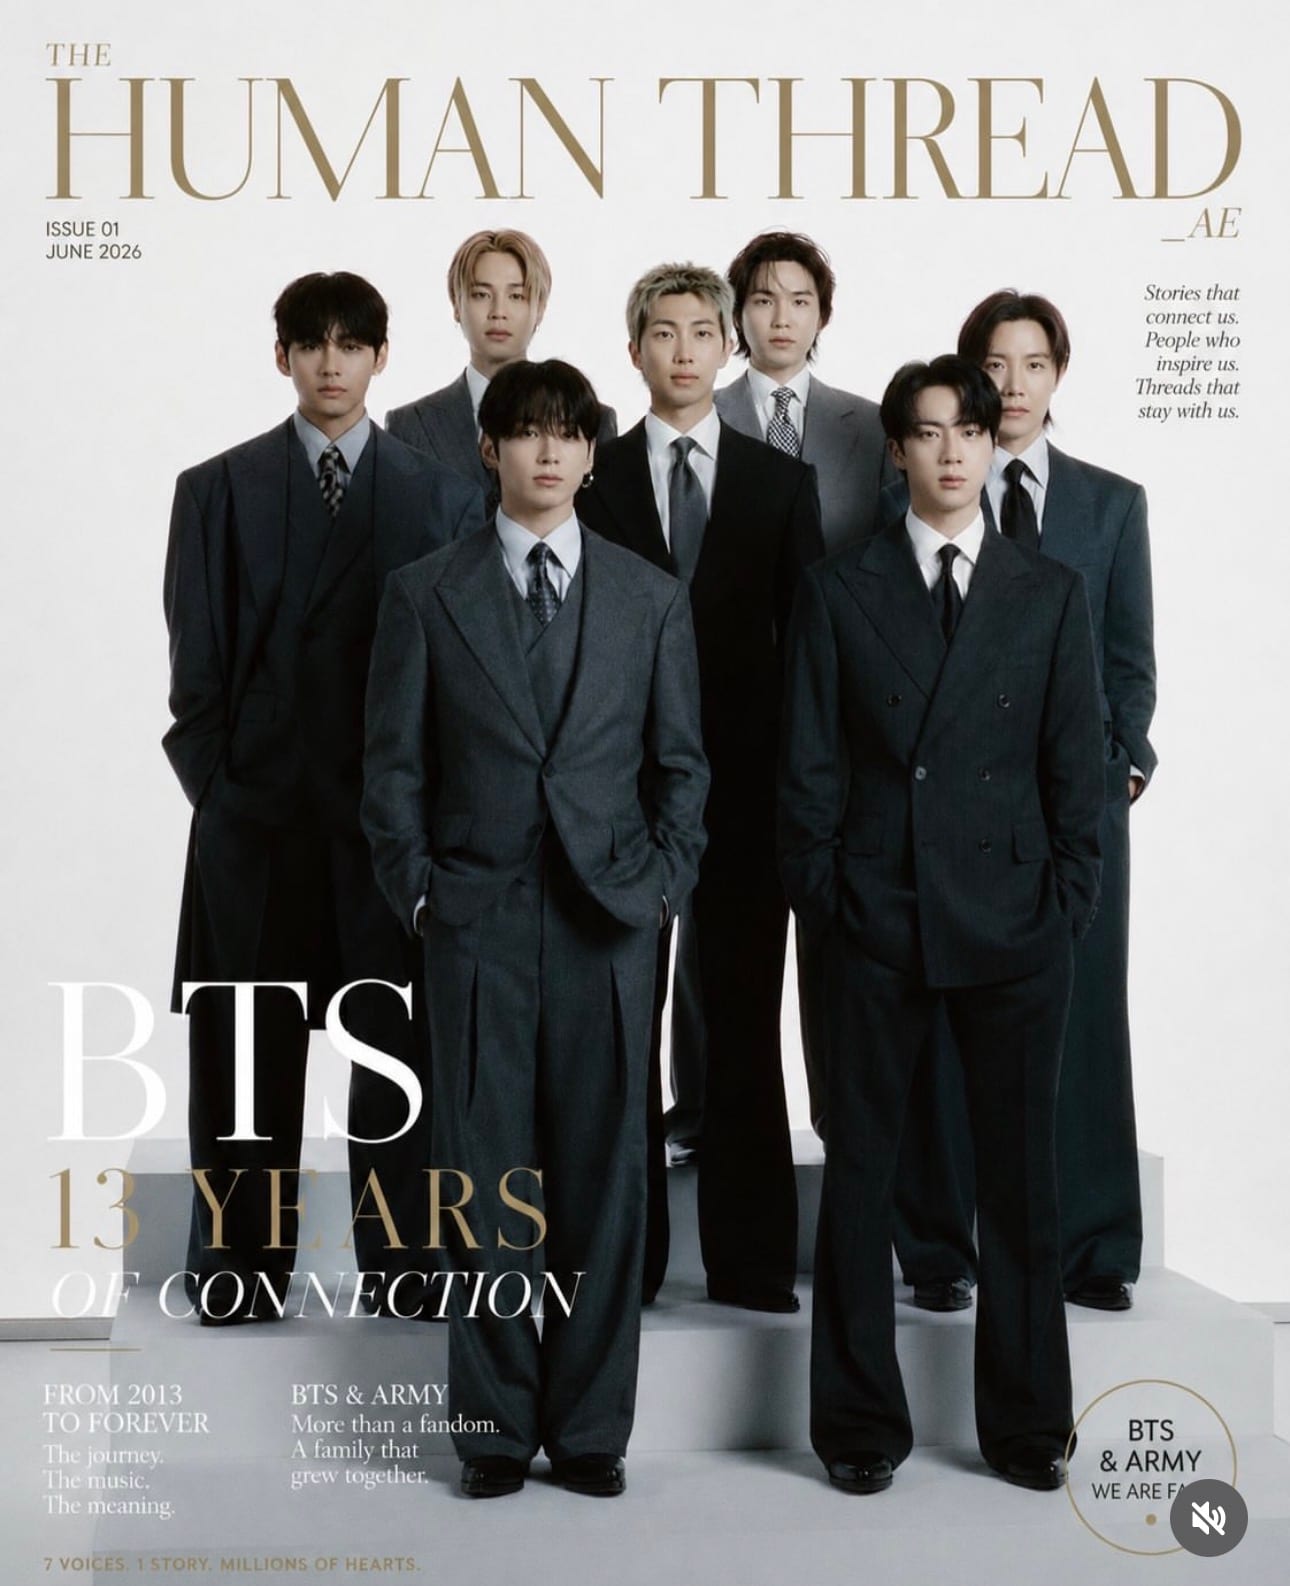 THE
HUMAN THREAD
_AE
ISSUE 01
JUNE 2026
Stories that
connect us.
People who
inspire us.
Threads that
stay with us.
BTS
13 YEARS
OF CONNECTION
FROM 2013
TO FOREVER
The journey.
The music.
The meaning.
BTS & ARMY
More than a fandom.
A family that
grew together.
BTS
& ARMY
WE ARE
7 VOICES. 1 STORY. MILLIONS OF HEARTS.